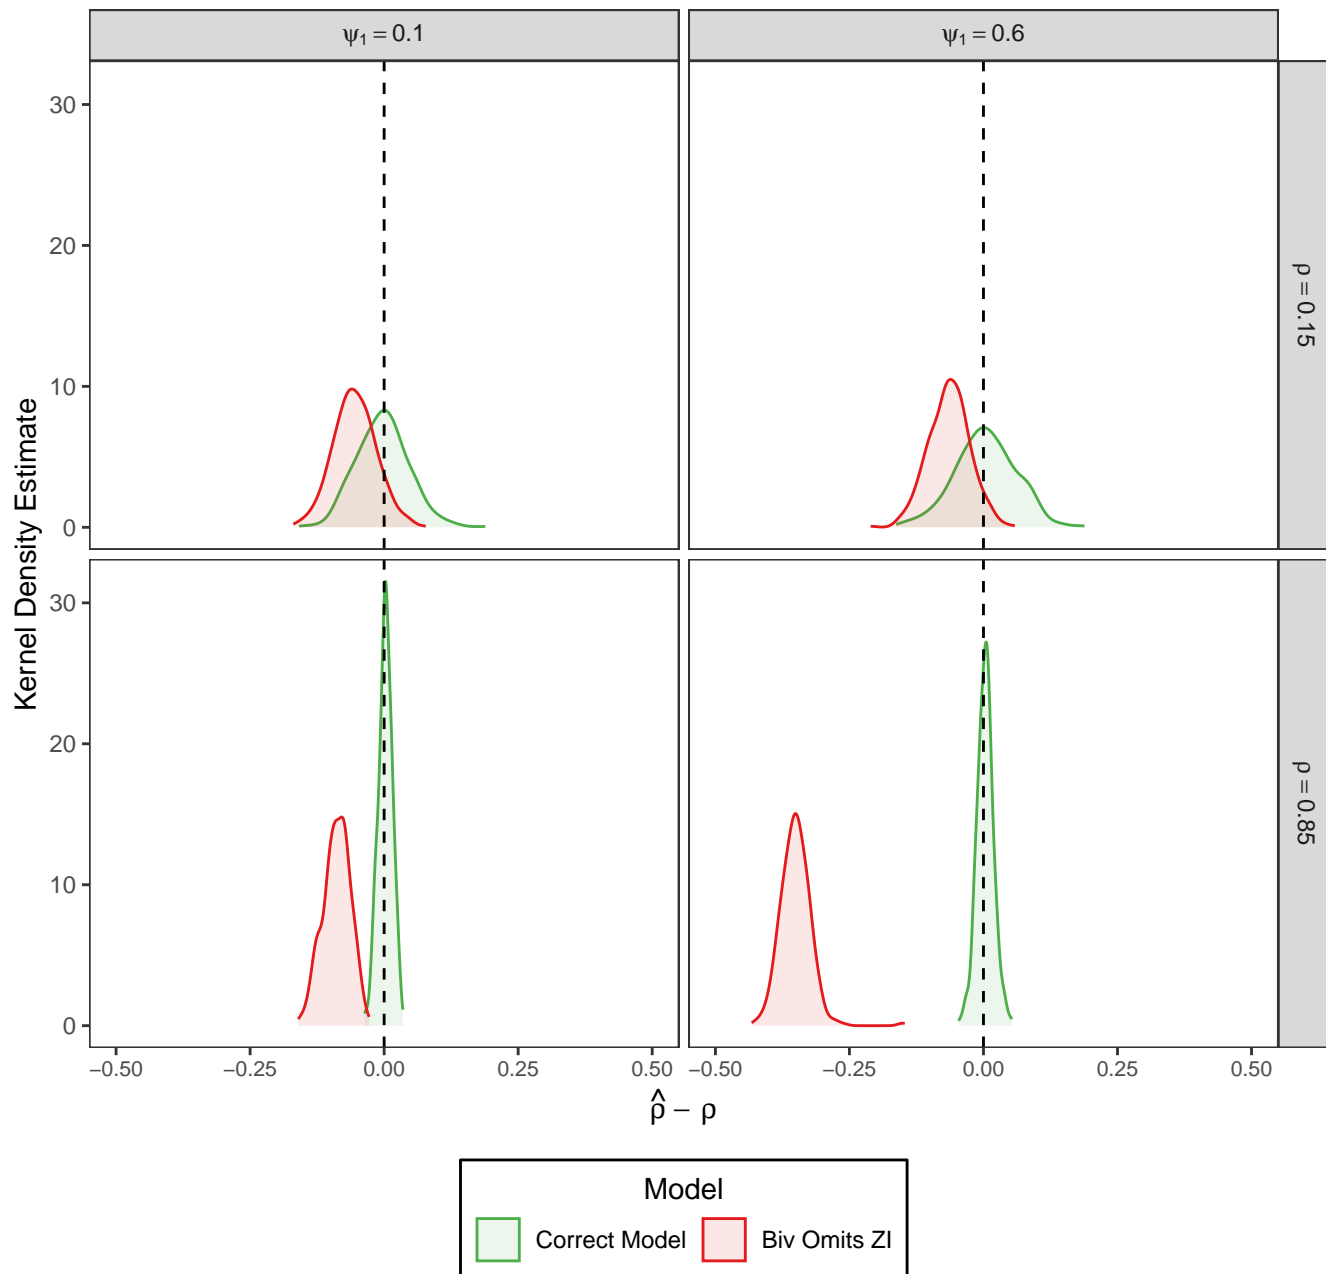 ψ₁ = 0.1
ψ₁ = 0.6
30
20
10
0
ρ = 0.15
Kernel Density Estimate
30
20
10
0
ρ = 0.85
−0.50 −0.25 0.00 0.25 0.50
−0.50 −0.25 0.00 0.25 0.50
ρ̂ − ρ
Model
Correct Model
Biv Omits ZI